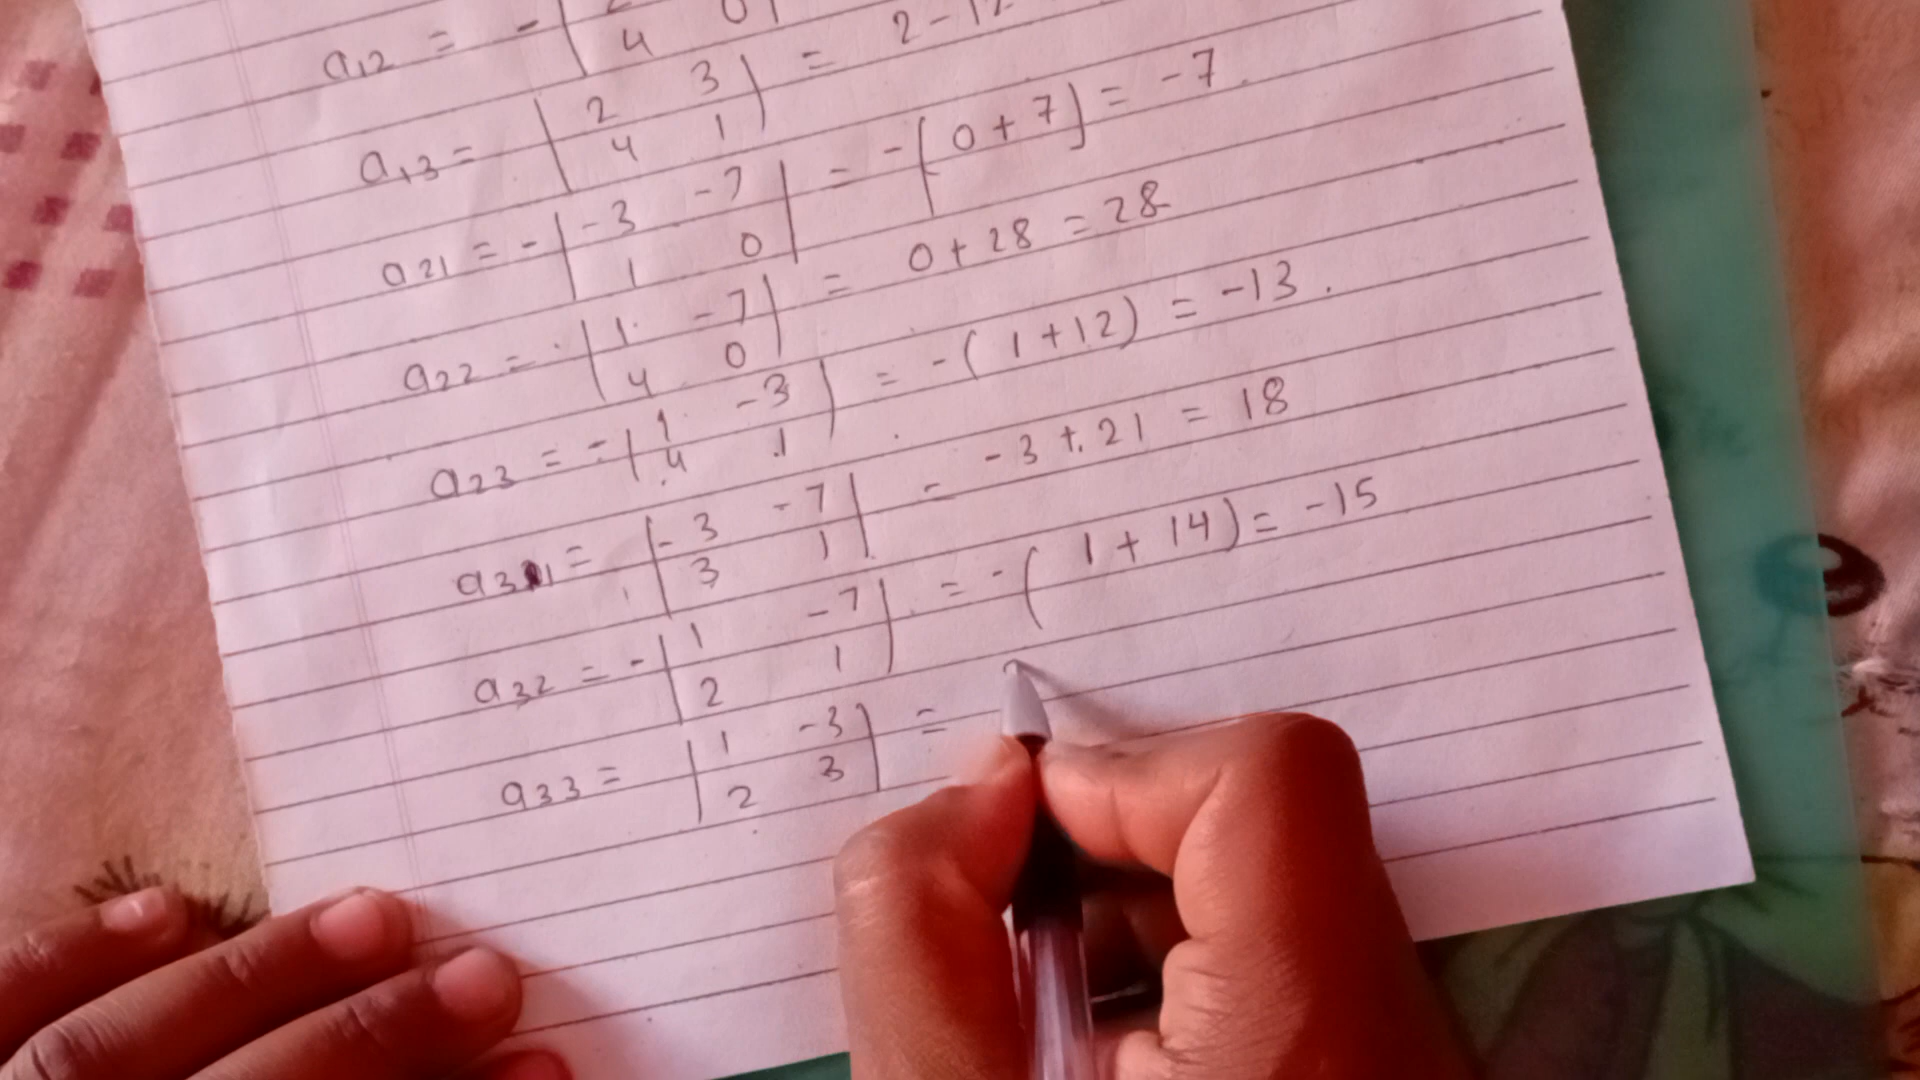 a12 = - | 4 0 |
a13 = | 2 3 4 1 | = 2 - 12
a21 = - | -3 -7 1 0 | = - [ 0 + 7 ] = -7
a22 = | 1 -7 4 0 | = 0 + 28 = 28
a23 = - | 1 -3 4 1 | = - ( 1 + 12 ) = -13.
a31 = | -3 -7 3 1 | = -3 + 21 = 18
a32 = - | 1 -7 2 1 | = - ( 1 + 14 ) = -15
a33 = | 1 -3 2 3 | =